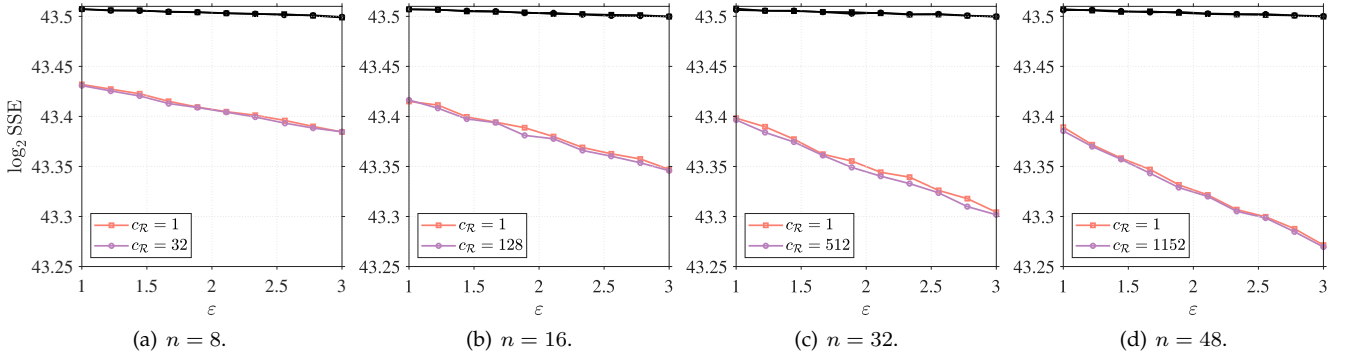 log₂ SSE
43.5
43.45
43.4
43.35
43.3
43.25
c_R = 1
c_R = 32
1 1.5 2 2.5 3
ε
(a) n = 8.
43.5
43.45
43.4
43.35
43.3
43.25
c_R = 1
c_R = 128
1 1.5 2 2.5 3
ε
(b) n = 16.
43.5
43.45
43.4
43.35
43.3
43.25
c_R = 1
c_R = 512
1 1.5 2 2.5 3
ε
(c) n = 32.
43.5
43.45
43.4
43.35
43.3
43.25
c_R = 1
c_R = 1152
1 1.5 2 2.5 3
ε
(d) n = 48.